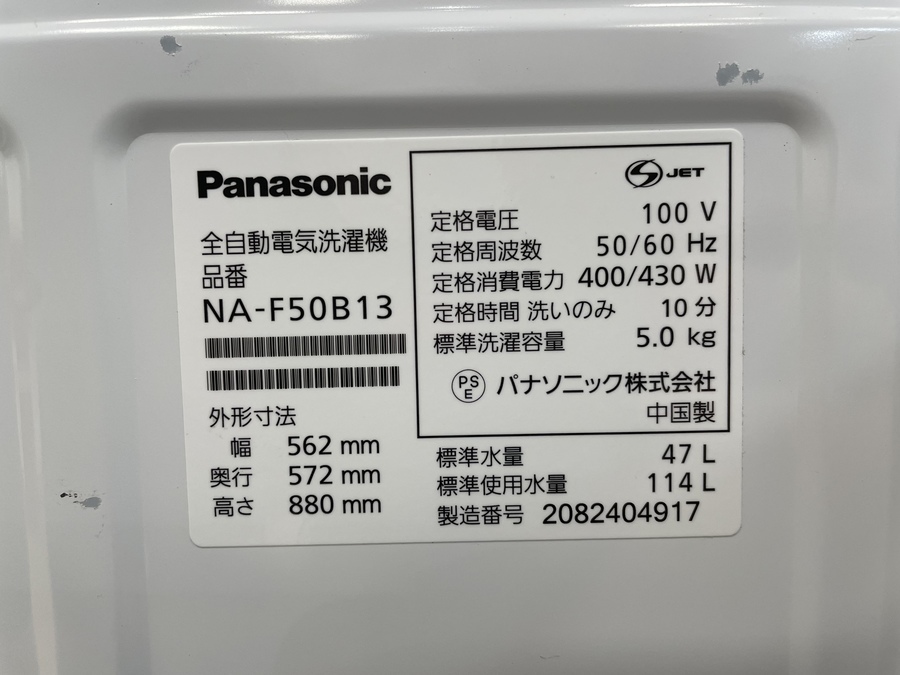 Panasonic
全自動電気洗濯機
品番
NA-F50B13
外形寸法
幅 562 mm
奥行 572 mm
高さ 880 mm
JET
定格電圧 100 V
定格周波数 50/60 Hz
定格消費電力 400/430 W
定格時間 洗いのみ 10 分
標準洗濯容量 5.0 kg
PSE パナソニック株式会社
中国製
標準水量 47 L
標準使用水量 114 L
製造番号 2082404917